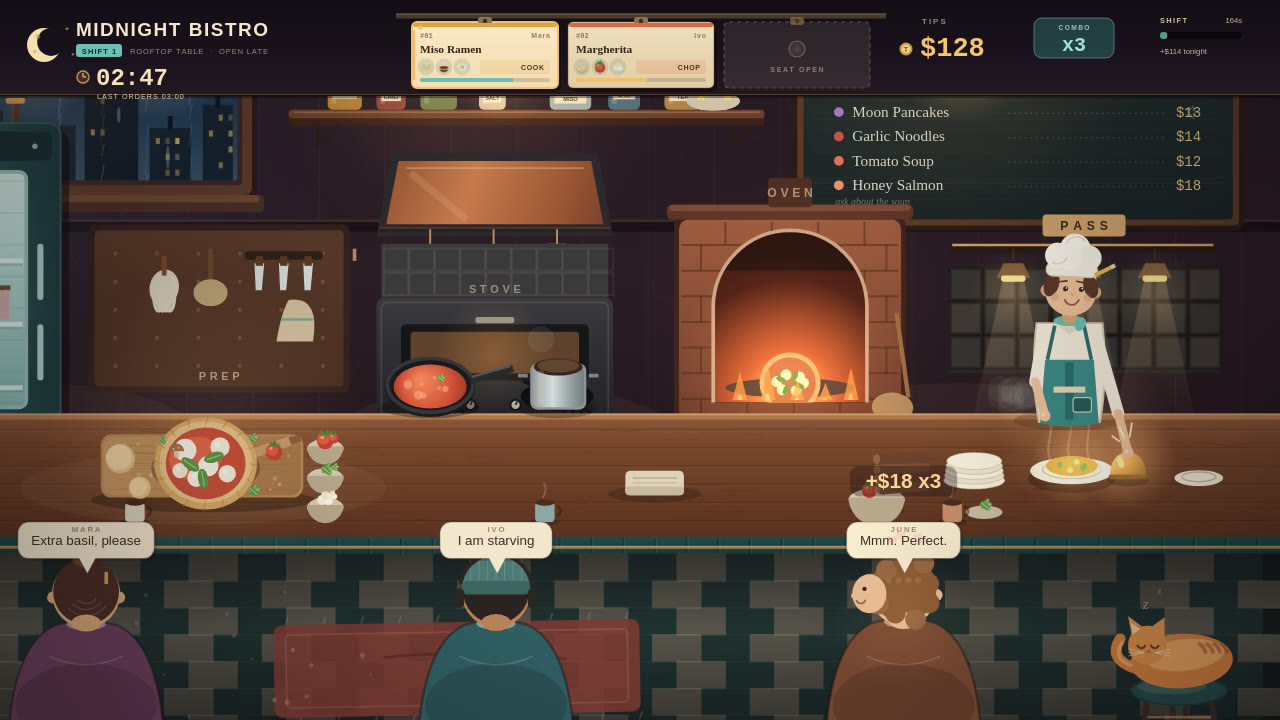 MIDNIGHT BISTRO
SHIFT 1 ROOFTOP TABLE · OPEN LATE
02:47
LAST ORDERS 03:00
#01 Mara
Miso Ramen
COOK
#02 Ivo
Margherita
CHOP
SEAT OPEN
TIPS
$128
COMBO
x3
SHIFT 164s
+$114 tonight
SALT
MISO
Moon Pancakes $13
Garlic Noodles $14
Tomato Soup $12
Honey Salmon $18
ask about the soup
OVEN
PASS
STOVE
PREP
+$18 x3
MARA
Extra basil, please
IVO
I am starving
JUNE
Mmm. Perfect.
z
z